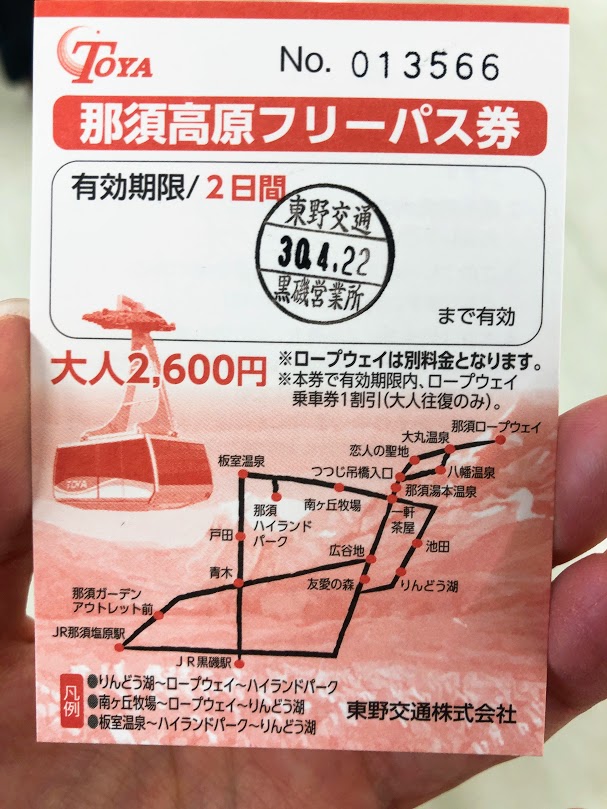 TOYA
No. 013566
那須高原フリーパス券
有効期限/2日間
東野交通
30.4.22
黒磯営業所
まで有効
大人2,600円
※ロープウェイは別料金となります。
※本券で有効期限内、ロープウェイ
乗車券1割引(大人往復のみ)。
TOYA
那須ロープウェイ
大丸温泉
恋人の聖地
八幡温泉
つつじ吊橋入口
那須湯本温泉
板室温泉
南ヶ丘牧場
一軒
茶屋
那須
ハイランド
パーク
戸田
池田
広谷地
青木
友愛の森
りんどう湖
那須ガーデン
アウトレット前
JR那須塩原駅
JR黒磯駅
凡例
●りんどう湖〜ロープウェイ〜ハイランドパーク
●南ヶ丘牧場〜ロープウェイ〜りんどう湖
●板室温泉〜ハイランドパーク〜りんどう湖
東野交通株式会社